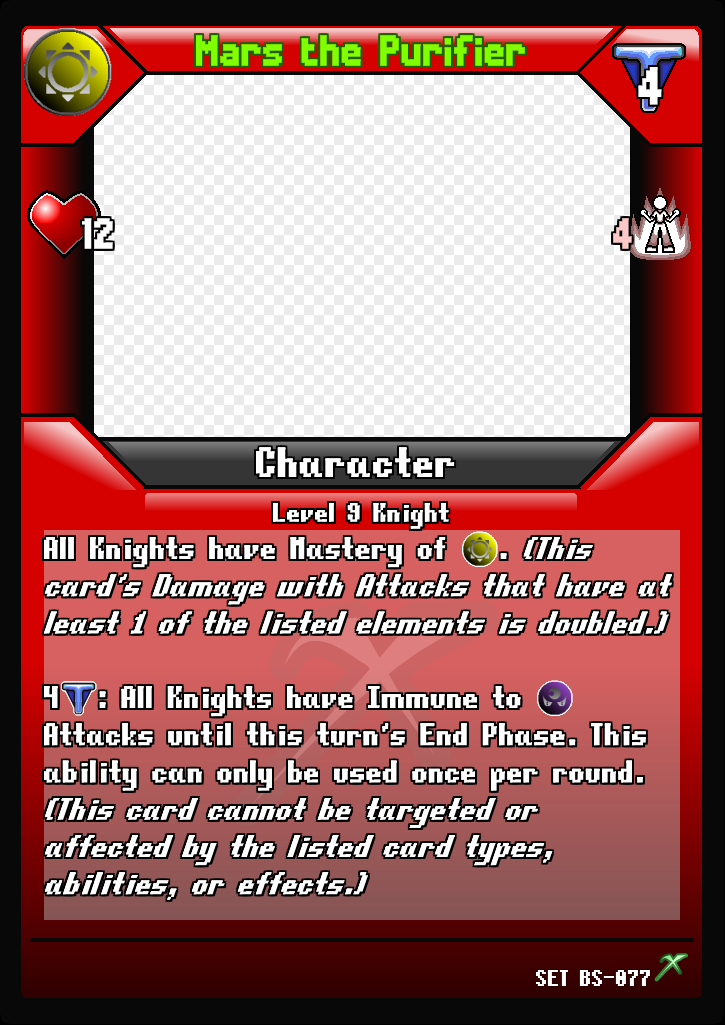 Mars the Purifier
4
12
4
Character
Level 9 Knight
All Knights have Mastery of . (This
card's Damage with Attacks that have at
least 1 of the listed elements is doubled.)
4 : All Knights have Immune to
Attacks until this turn's End Phase. This
ability can only be used once per round.
(This card cannot be targeted or
affected by the listed card types,
abilities, or effects.)
SET BS-077